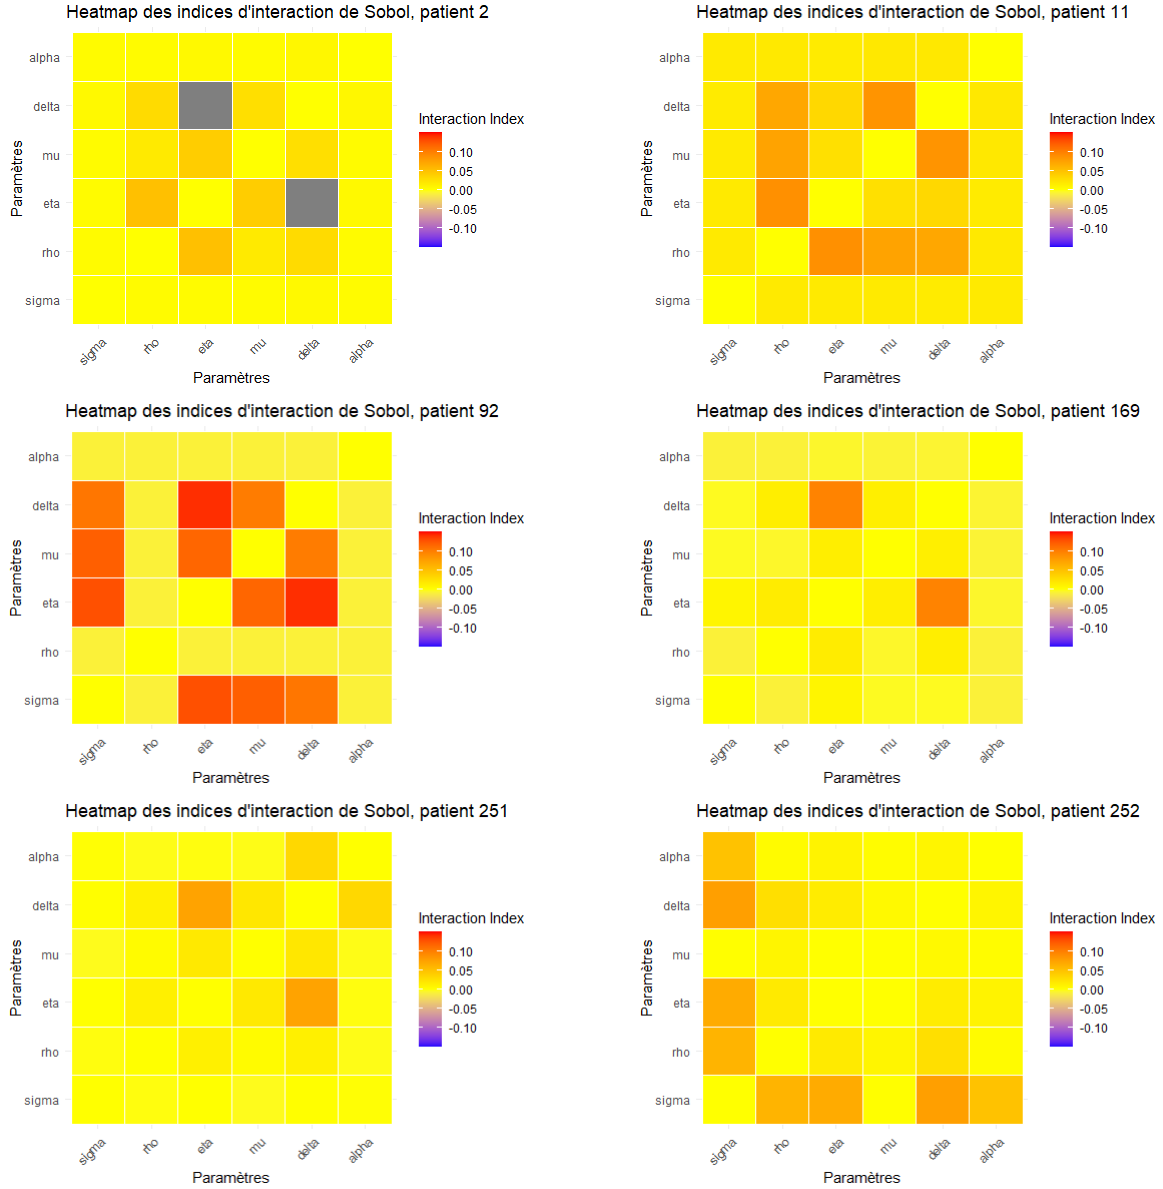 Heatmap des indices d'interaction de Sobol, patient 2
Paramètres
alpha
delta
mu
eta
rho
sigma
sigma rho eta mu delta alpha
Paramètres
Interaction Index
0.10
0.05
0.00
-0.05
-0.10
Heatmap des indices d'interaction de Sobol, patient 11
Paramètres
alpha
delta
mu
eta
rho
sigma
sigma rho eta mu delta alpha
Paramètres
Interaction Index
0.10
0.05
0.00
-0.05
-0.10
Heatmap des indices d'interaction de Sobol, patient 92
Paramètres
alpha
delta
mu
eta
rho
sigma
sigma rho eta mu delta alpha
Paramètres
Interaction Index
0.10
0.05
0.00
-0.05
-0.10
Heatmap des indices d'interaction de Sobol, patient 169
Paramètres
alpha
delta
mu
eta
rho
sigma
sigma rho eta mu delta alpha
Paramètres
Interaction Index
0.10
0.05
0.00
-0.05
-0.10
Heatmap des indices d'interaction de Sobol, patient 251
Paramètres
alpha
delta
mu
eta
rho
sigma
sigma rho eta mu delta alpha
Paramètres
Interaction Index
0.10
0.05
0.00
-0.05
-0.10
Heatmap des indices d'interaction de Sobol, patient 252
Paramètres
alpha
delta
mu
eta
rho
sigma
sigma rho eta mu delta alpha
Paramètres
Interaction Index
0.10
0.05
0.00
-0.05
-0.10